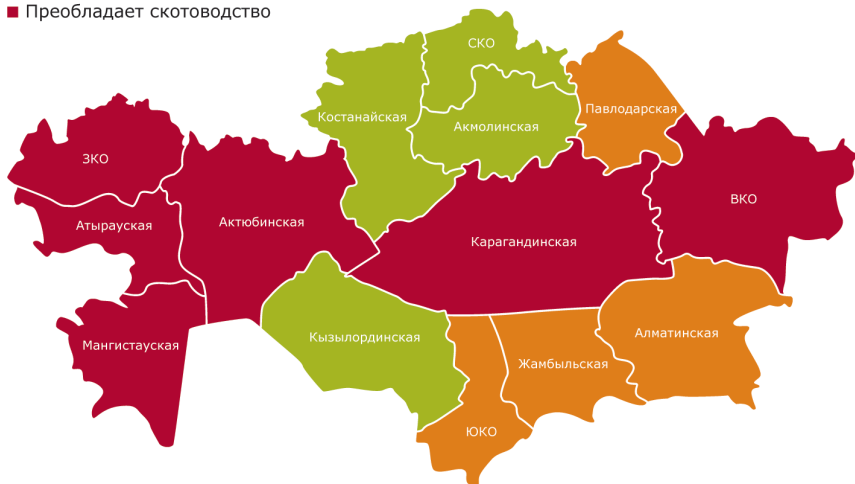 Преобладает скотоводство
СКО
Костанайская
Павлодарская
Акмолинская
ЗКО
ВКО
Атырауская
Актюбинская
Карагандинская
Мангистауская
Кызылординская
Алматинская
Жамбыльская
ЮКО